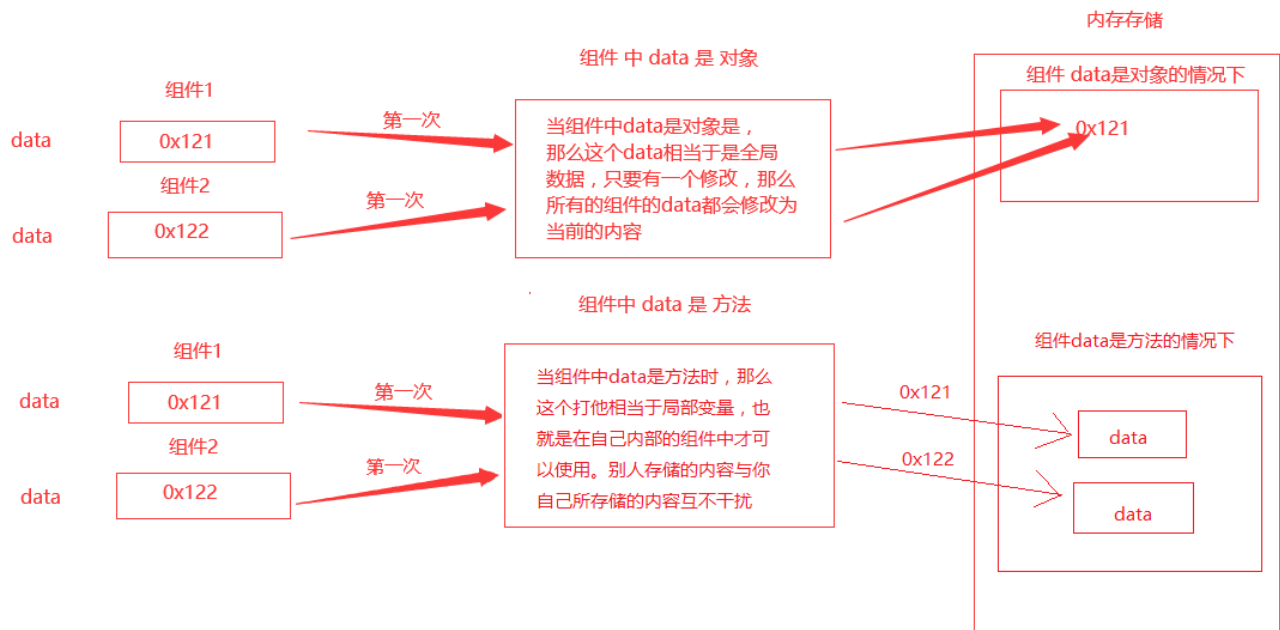 内存存储
组件 中 data 是 对象
组件 data是对象的情况下
组件1
第一次
data
0x121
当组件中data是对象是，
那么这个data相当于是全局
数据，只要有一个修改，那么
所有的组件的data都会修改为
当前的内容
0x121
组件2
第一次
data
0x122
组件中 data 是 方法
组件data是方法的情况下
组件1
第一次
data
0x121
当组件中data是方法时，那么
这个打他相当于局部变量，也
就是在自己内部的组件中才可
以使用。别人存储的内容与你
自己所存储的内容互不干扰
0x121
data
组件2
第一次
data
0x122
0x122
data